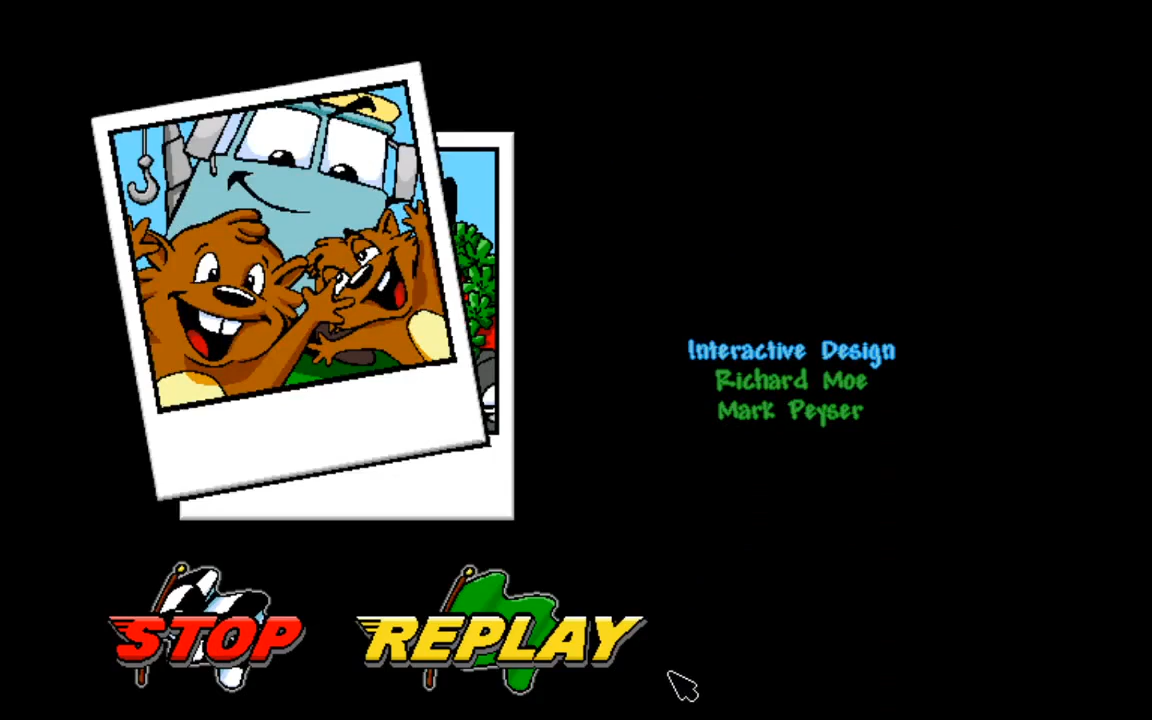 Interactive Design
Richard Moe
Mark Peyser
STOP
REPLAY